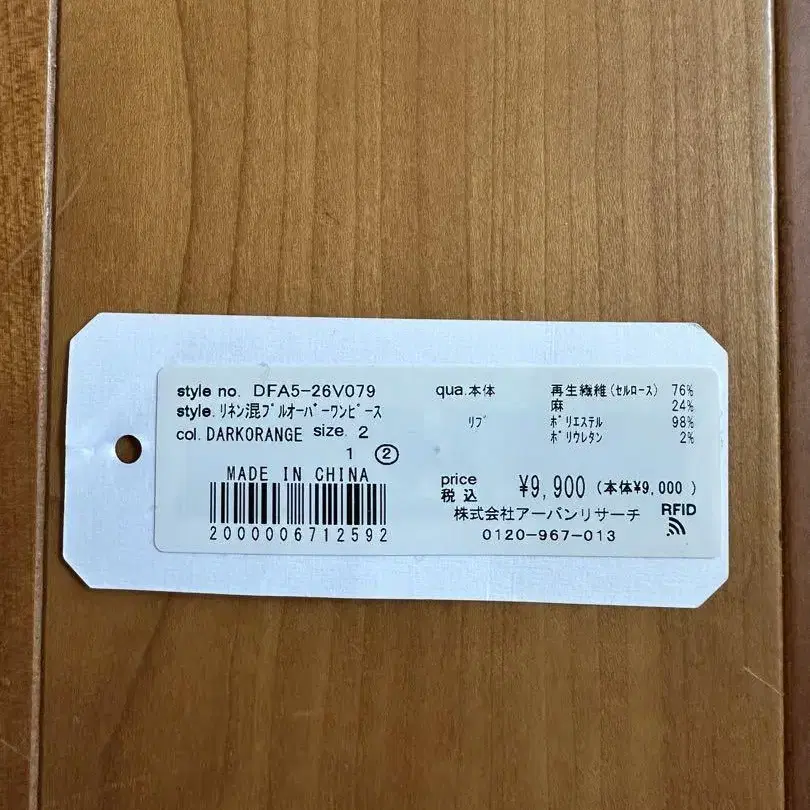 style no. DFA5-26V079
style. ﾘﾈﾝ混ﾌﾟﾙｵｰﾊﾞｰﾜﾝﾋﾟｰｽ
col. DARKORANGE size. 2
1 ②
MADE IN CHINA
2000006712592
qua. 本体 再生繊維(ｾﾙﾛｰｽ) 76%
麻 24%
ﾘﾌﾞ ﾎﾟﾘｴｽﾃﾙ 98%
ﾎﾟﾘｳﾚﾀﾝ 2%
price
税込 ¥9,900 (本体¥9,000 )
株式会社アーバンリサーチ
0120-967-013
RFID